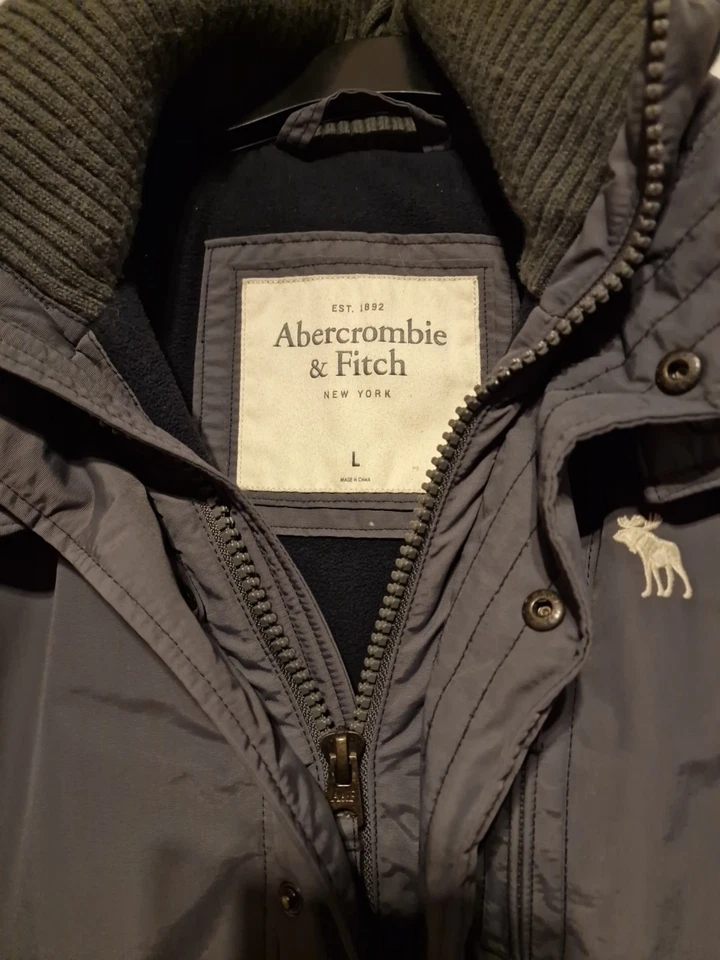 EST. 1892
Abercrombie
& Fitch
NEW YORK
L
MADE IN CHINA